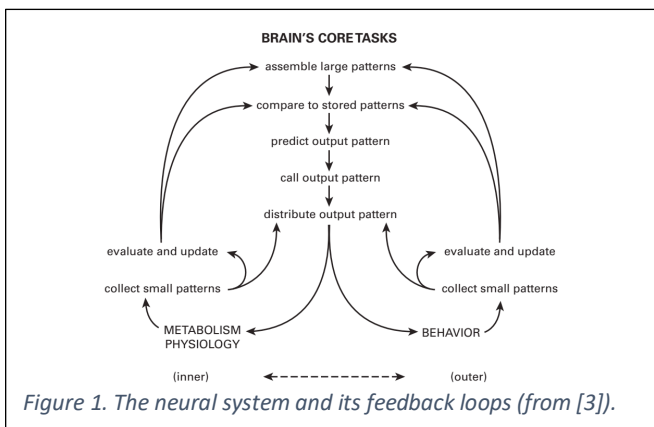 BRAIN'S CORE TASKS
assemble large patterns
compare to stored patterns
predict output pattern
call output pattern
distribute output pattern
evaluate and update
evaluate and update
collect small patterns
collect small patterns
METABOLISM
PHYSIOLOGY
BEHAVIOR
(inner)
(outer)
Figure 1. The neural system and its feedback loops (from [3]).